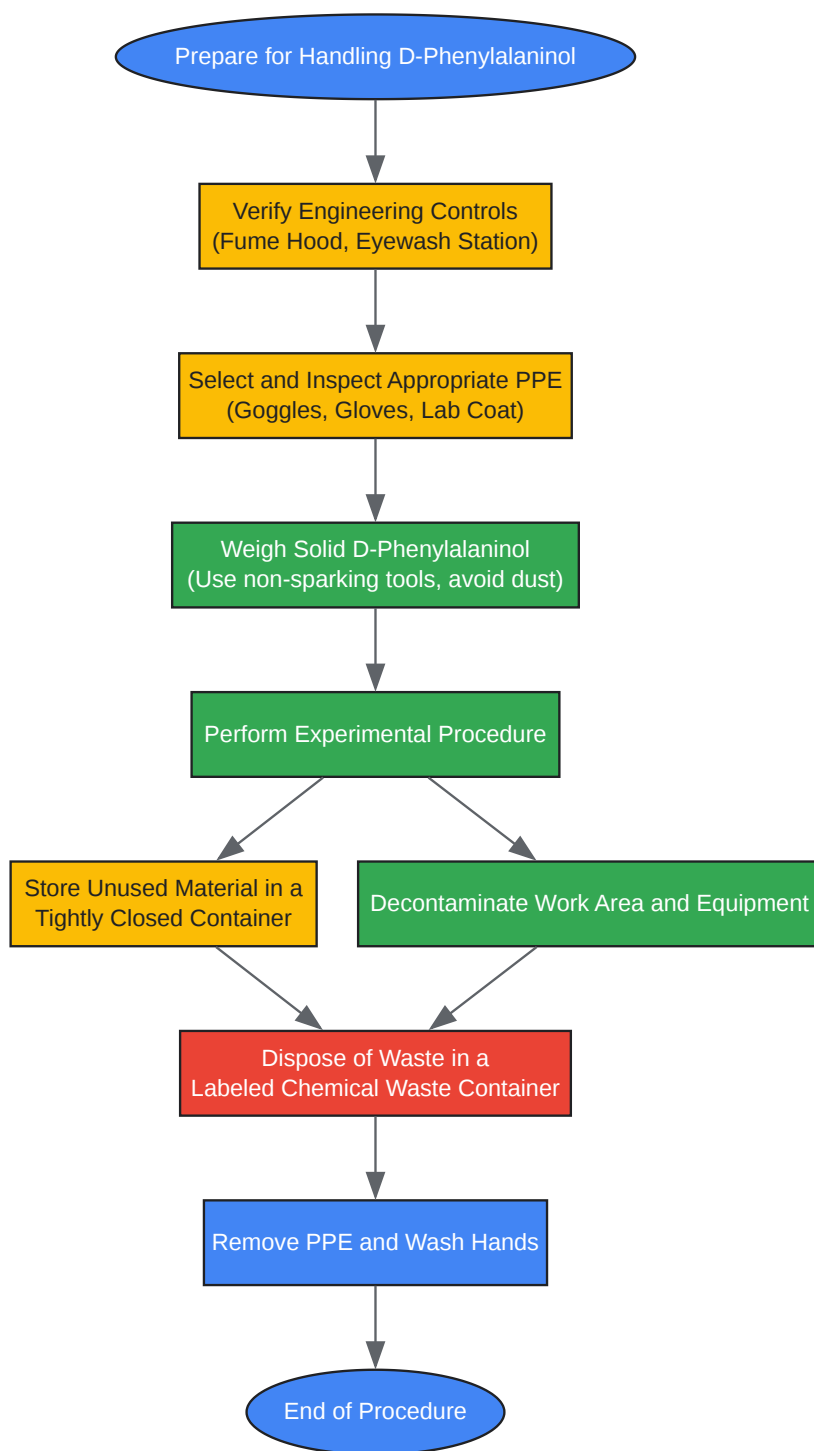 Prepare for Handling D-Phenylalaninol
Verify Engineering Controls
(Fume Hood, Eyewash Station)
Select and Inspect Appropriate PPE
(Goggles, Gloves, Lab Coat)
Weigh Solid D-Phenylalaninol
(Use non-sparking tools, avoid dust)
Perform Experimental Procedure
Store Unused Material in a
Tightly Closed Container
Decontaminate Work Area and Equipment
Dispose of Waste in a
Labeled Chemical Waste Container
Remove PPE and Wash Hands
End of Procedure